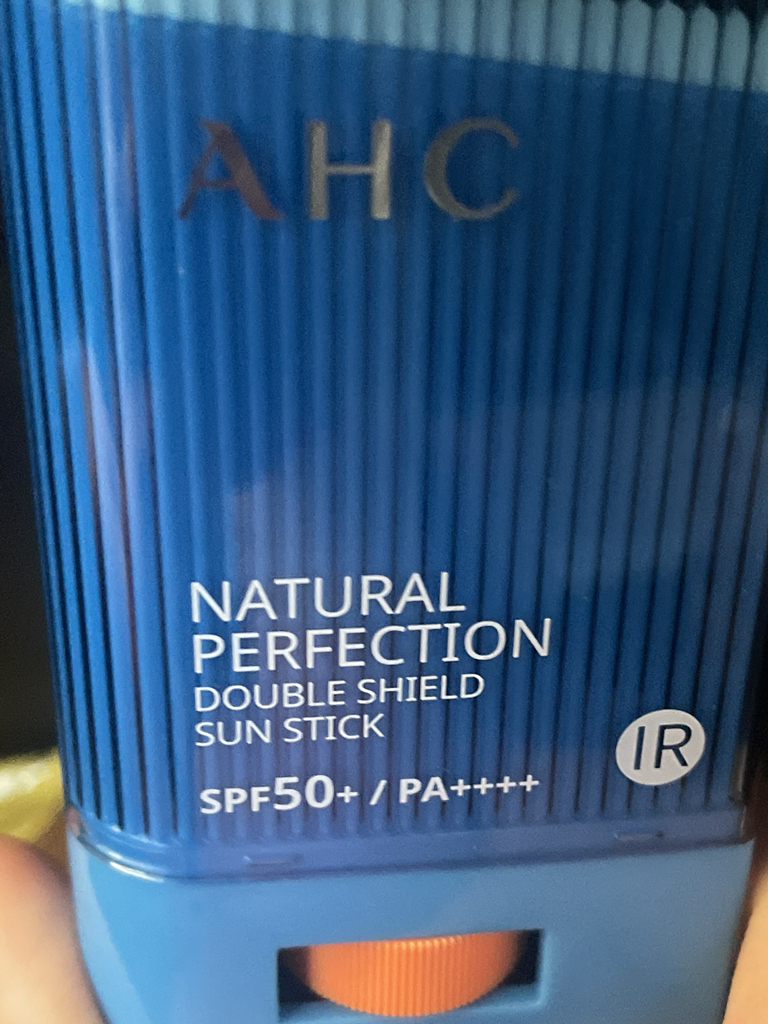 AHC
NATURAL
PERFECTION
DOUBLE SHIELD
SUN STICK
SPF50+ / PA++++
IR